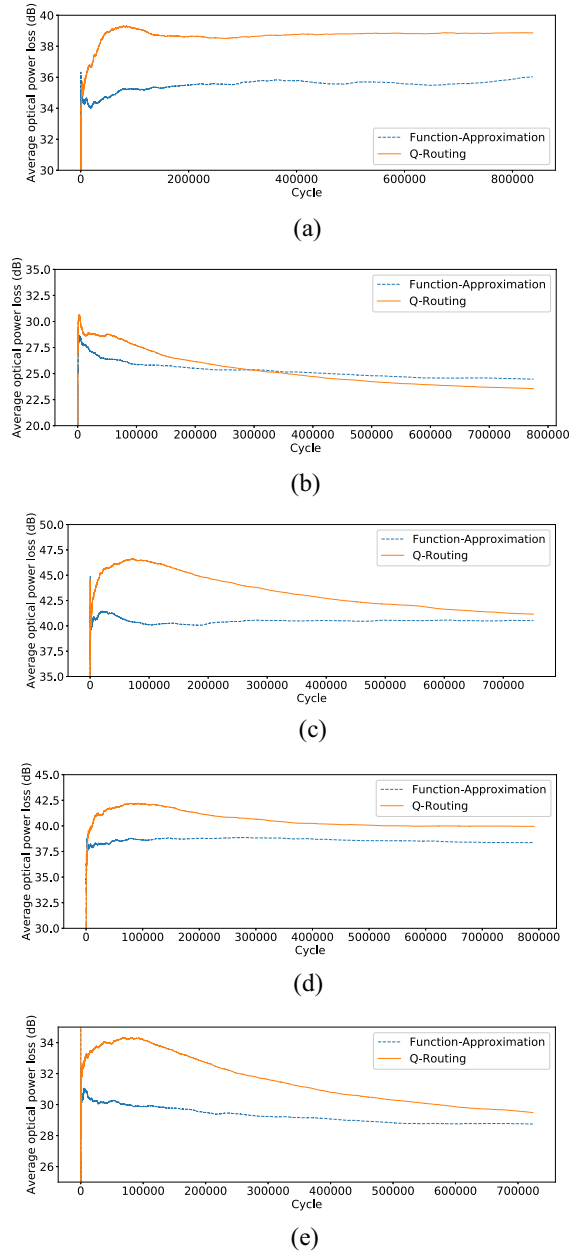 Average optical power loss (dB)
40
38
36
34
32
30
Function-Approximation
Q-Routing
0 200000 400000 600000 800000
Cycle
(a)
Average optical power loss (dB)
35.0
32.5
30.0
27.5
25.0
22.5
20.0
Function-Approximation
Q-Routing
0 100000 200000 300000 400000 500000 600000 700000 800000
Cycle
(b)
Average optical power loss (dB)
50.0
47.5
45.0
42.5
40.0
37.5
35.0
Function-Approximation
Q-Routing
0 100000 200000 300000 400000 500000 600000 700000
Cycle
(c)
Average optical power loss (dB)
45.0
42.5
40.0
37.5
35.0
32.5
30.0
Function-Approximation
Q-Routing
0 100000 200000 300000 400000 500000 600000 700000 800000
Cycle
(d)
Average optical power loss (dB)
34
32
30
28
26
Function-Approximation
Q-Routing
0 100000 200000 300000 400000 500000 600000 700000
Cycle
(e)